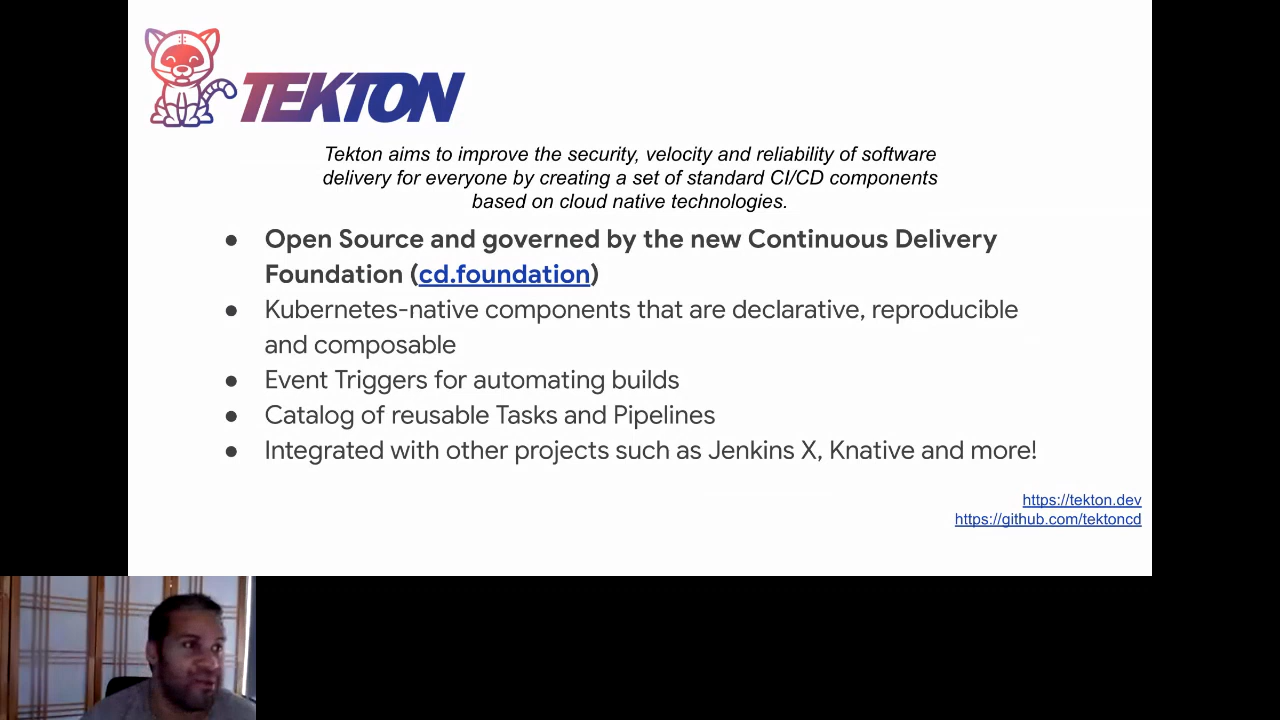 TEKTON
Tekton aims to improve the security, velocity and reliability of software
delivery for everyone by creating a set of standard CI/CD components
based on cloud native technologies.
● Open Source and governed by the new Continuous Delivery
Foundation (cd.foundation)
● Kubernetes-native components that are declarative, reproducible
and composable
● Event Triggers for automating builds
● Catalog of reusable Tasks and Pipelines
● Integrated with other projects such as Jenkins X, Knative and more!
https://tekton.dev
https://github.com/tektoncd